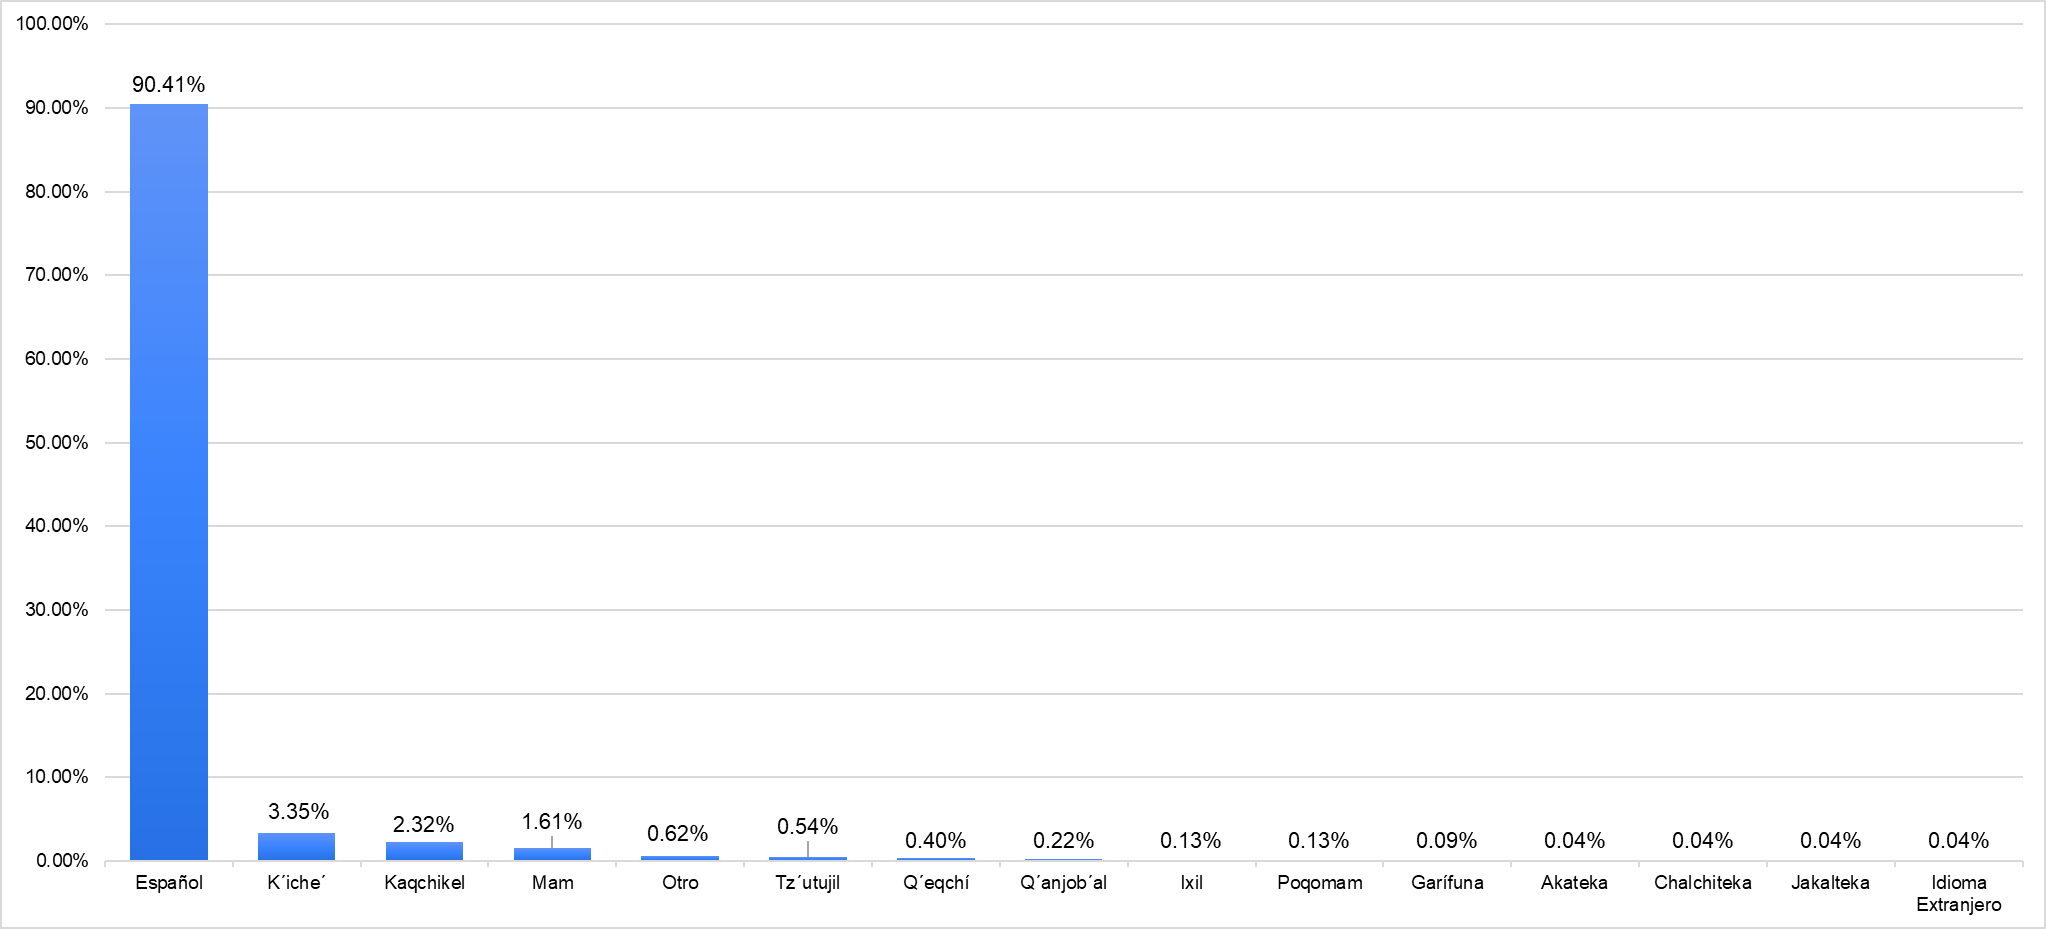 100.00%
90.00%
80.00%
70.00%
60.00%
50.00%
40.00%
30.00%
20.00%
10.00%
0.00%
90.41%
3.35%
2.32%
1.61%
0.62%
0.54%
0.40%
0.22%
0.13%
0.13%
0.09%
0.04%
0.04%
0.04%
0.04%
Español
K´iche´
Kaqchikel
Mam
Otro
Tz´utujil
Q´eqchí
Q´anjob´al
Ixil
Poqomam
Garífuna
Akateka
Chalchiteka
Jakalteka
Idioma
Extranjero